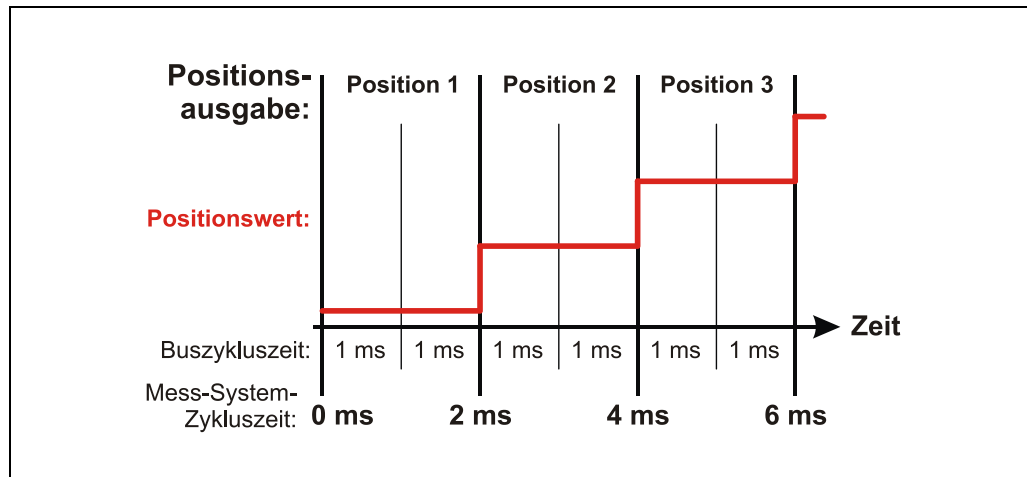 Positions-
ausgabe:
Position 1 Position 2 Position 3
Positionswert:
Zeit
Buszykluszeit: 1 ms 1 ms 1 ms 1 ms 1 ms 1 ms
Mess-System-
Zykluszeit: 0 ms 2 ms 4 ms 6 ms